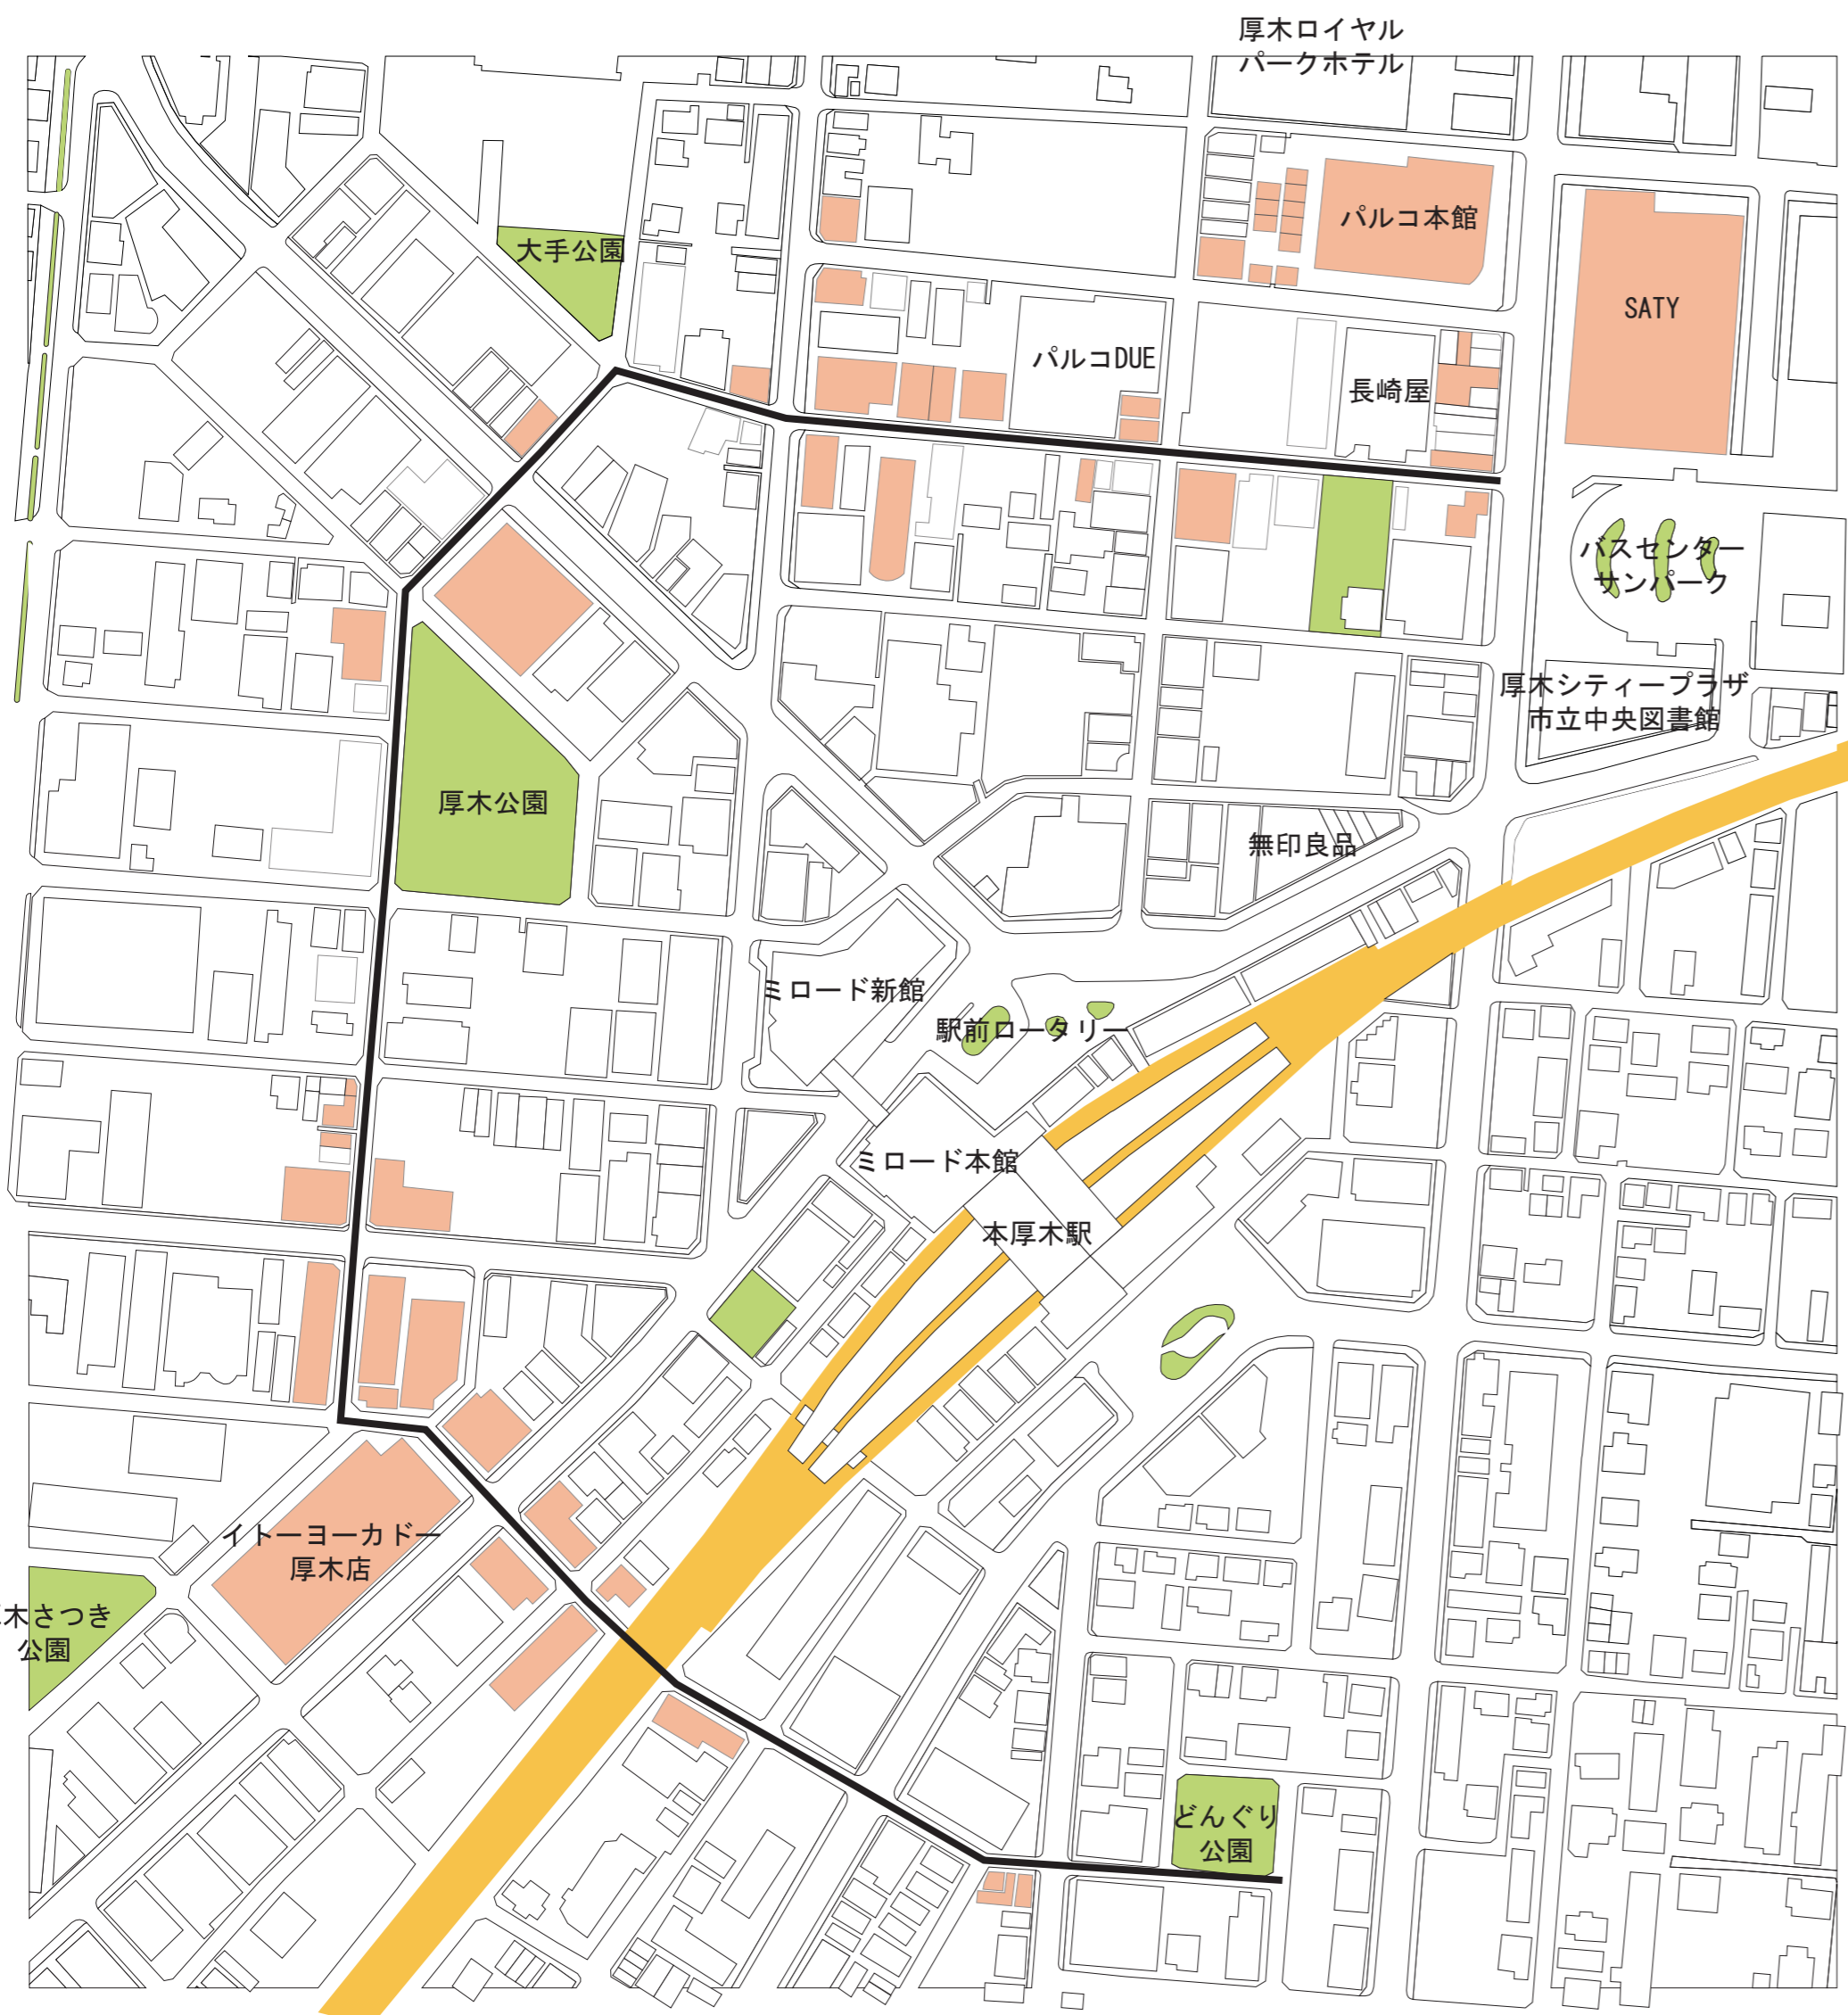 厚木ロイヤル
パークホテル
パルコ本館
大手公園
SATY
パルコDUE
長崎屋
バスセンター
サンパーク
厚木シティープラザ
市立中央図書館
厚木公園
無印良品
ミロード新館
駅前ロータリー
ミロード本館
本厚木駅
イトーヨーカドー
厚木店
木さつき
公園
どんぐり
公園